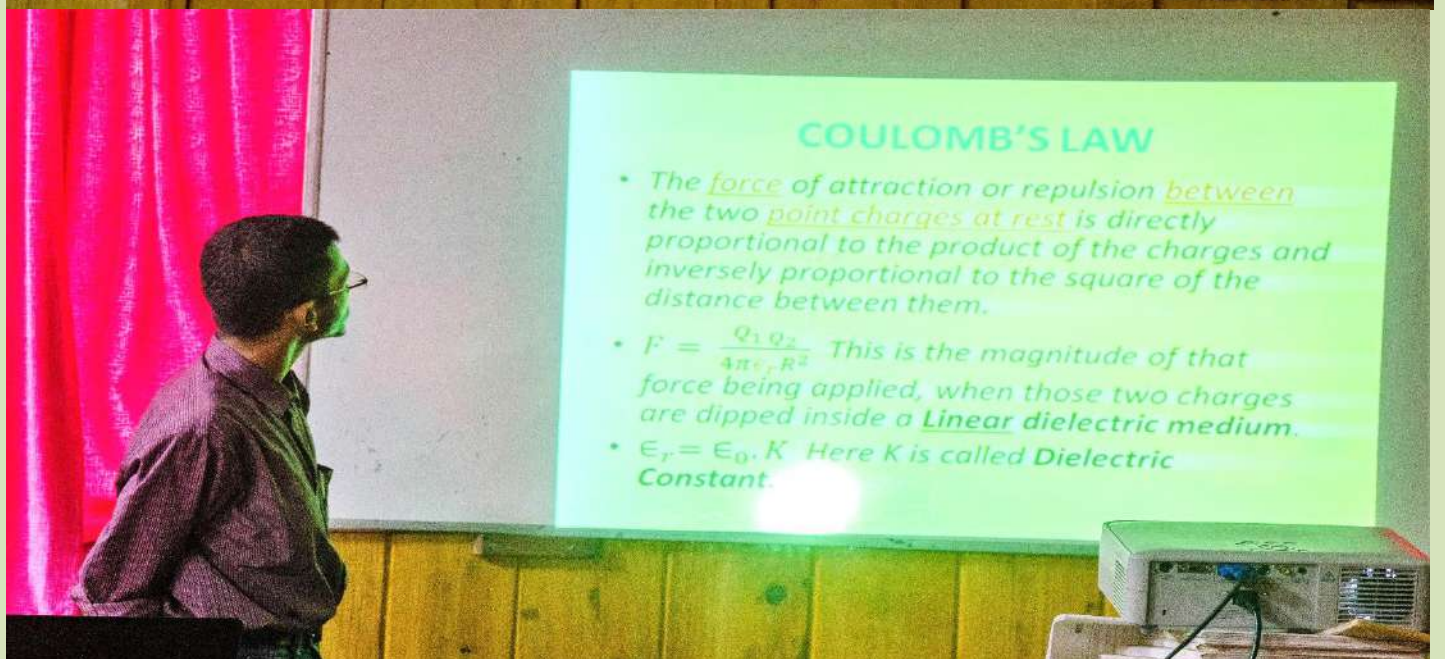 COULOMB'S LAW
• The force of attraction or repulsion between
the two point charges at rest is directly
proportional to the product of the charges and
inversely proportional to the square of the
distance between them.
• F = Q₁ Q₂ / 4πϵᵣR² This is the magnitude of that
force being applied, when those two charges
are dipped inside a Linear dielectric medium.
• ∈ᵣ= ∈₀. K Here K is called Dielectric
Constant.